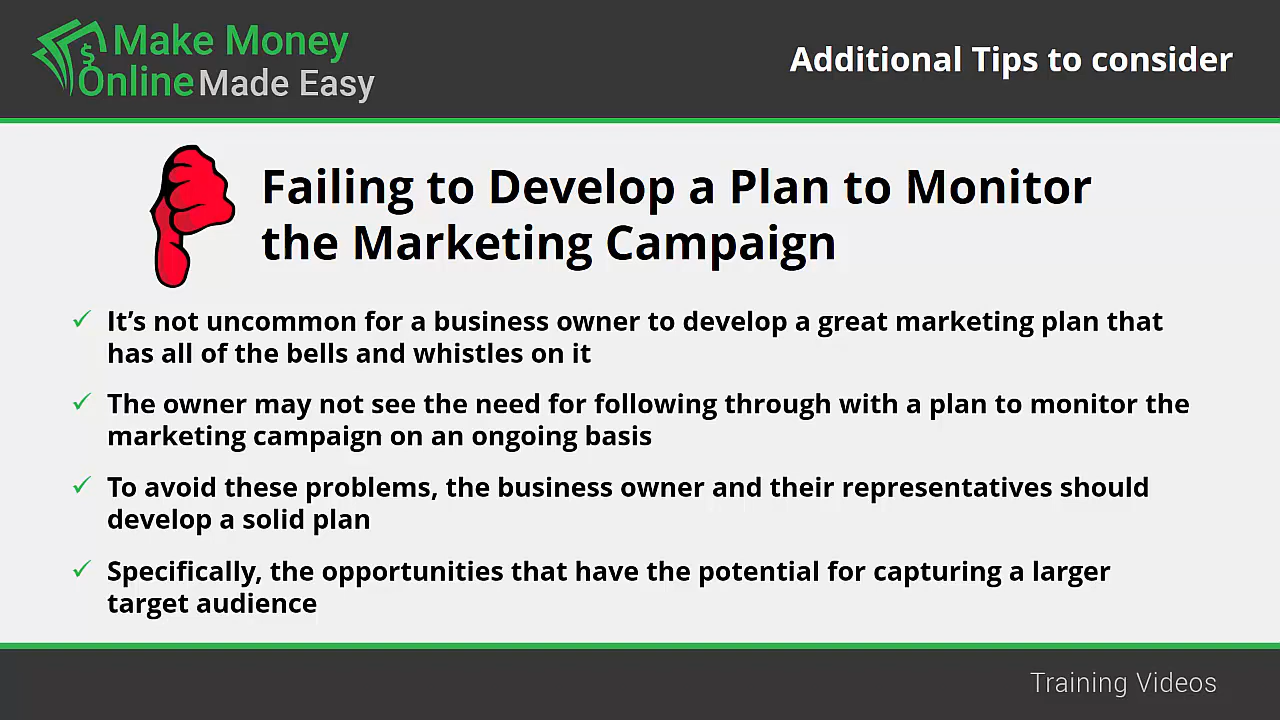 Make Money
Online Made Easy
Additional Tips to consider
Failing to Develop a Plan to Monitor
the Marketing Campaign
It’s not uncommon for a business owner to develop a great marketing plan that
has all of the bells and whistles on it
The owner may not see the need for following through with a plan to monitor the
marketing campaign on an ongoing basis
To avoid these problems, the business owner and their representatives should
develop a solid plan
Specifically, the opportunities that have the potential for capturing a larger
target audience
Training Videos